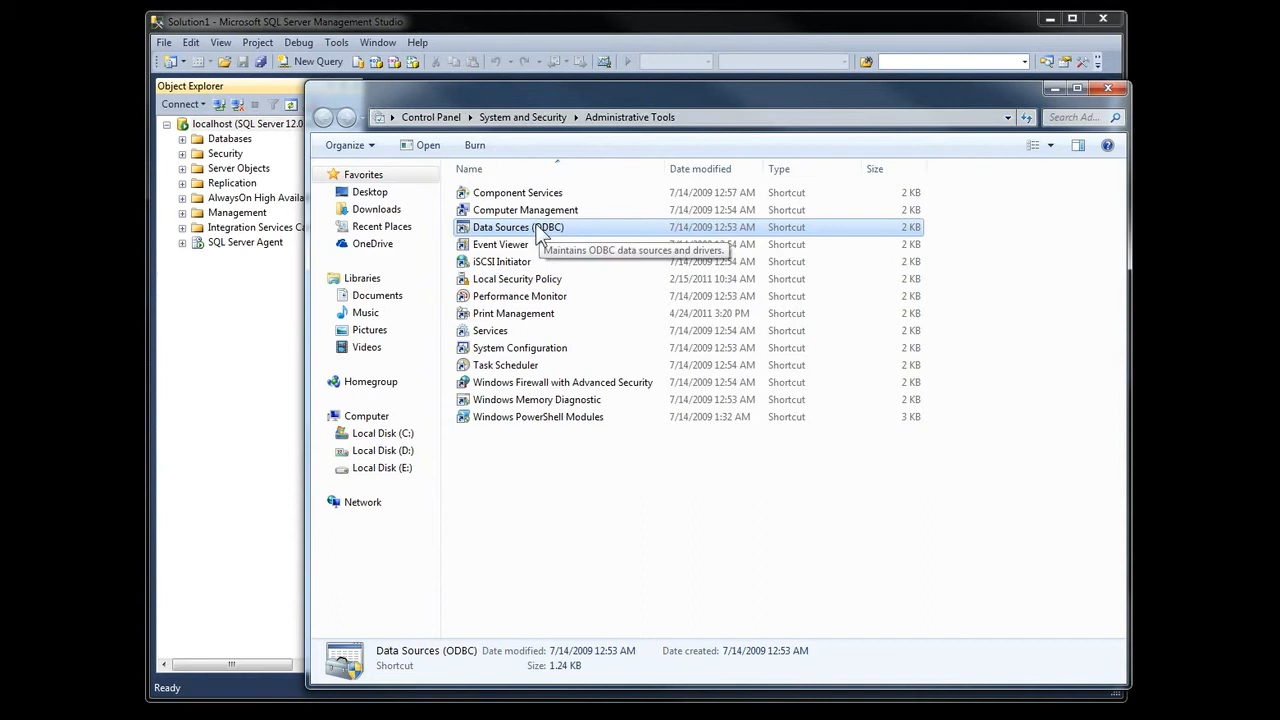 Solution1 - Microsoft SQL Server Management Studio
File Edit View Project Debug Tools Window Help
New Query
Object Explorer
Connect
localhost (SQL Server 12.0
Databases
Security
Server Objects
Replication
AlwaysOn High Availa
Management
Integration Services Ca
SQL Server Agent
Ready
Control Panel System and Security Administrative Tools
Search Ad...
Organize Open Burn
Favorites
Desktop
Downloads
Recent Places
OneDrive
Libraries
Documents
Music
Pictures
Videos
Homegroup
Computer
Local Disk (C:)
Local Disk (D:)
Local Disk (E:)
Network
Name Date modified Type Size
Component Services 7/14/2009 12:57 AM Shortcut 2 KB
Computer Management 7/14/2009 12:54 AM Shortcut 2 KB
Data Sources (ODBC) 7/14/2009 12:53 AM Shortcut 2 KB
Event Viewer 12:54 AM Shortcut 2 KB
Maintains ODBC data sources and drivers.
iSCSI Initiator 7/14/2009 12:54 AM Shortcut 2 KB
Local Security Policy 2/15/2011 10:34 AM Shortcut 2 KB
Performance Monitor 7/14/2009 12:53 AM Shortcut 2 KB
Print Management 4/24/2011 3:20 PM Shortcut 2 KB
Services 7/14/2009 12:54 AM Shortcut 2 KB
System Configuration 7/14/2009 12:53 AM Shortcut 2 KB
Task Scheduler 7/14/2009 12:54 AM Shortcut 2 KB
Windows Firewall with Advanced Security 7/14/2009 12:54 AM Shortcut 2 KB
Windows Memory Diagnostic 7/14/2009 12:53 AM Shortcut 2 KB
Windows PowerShell Modules 7/14/2009 1:32 AM Shortcut 3 KB
Data Sources (ODBC) Date modified: 7/14/2009 12:53 AM Date created: 7/14/2009 12:53 AM
Shortcut Size: 1.24 KB